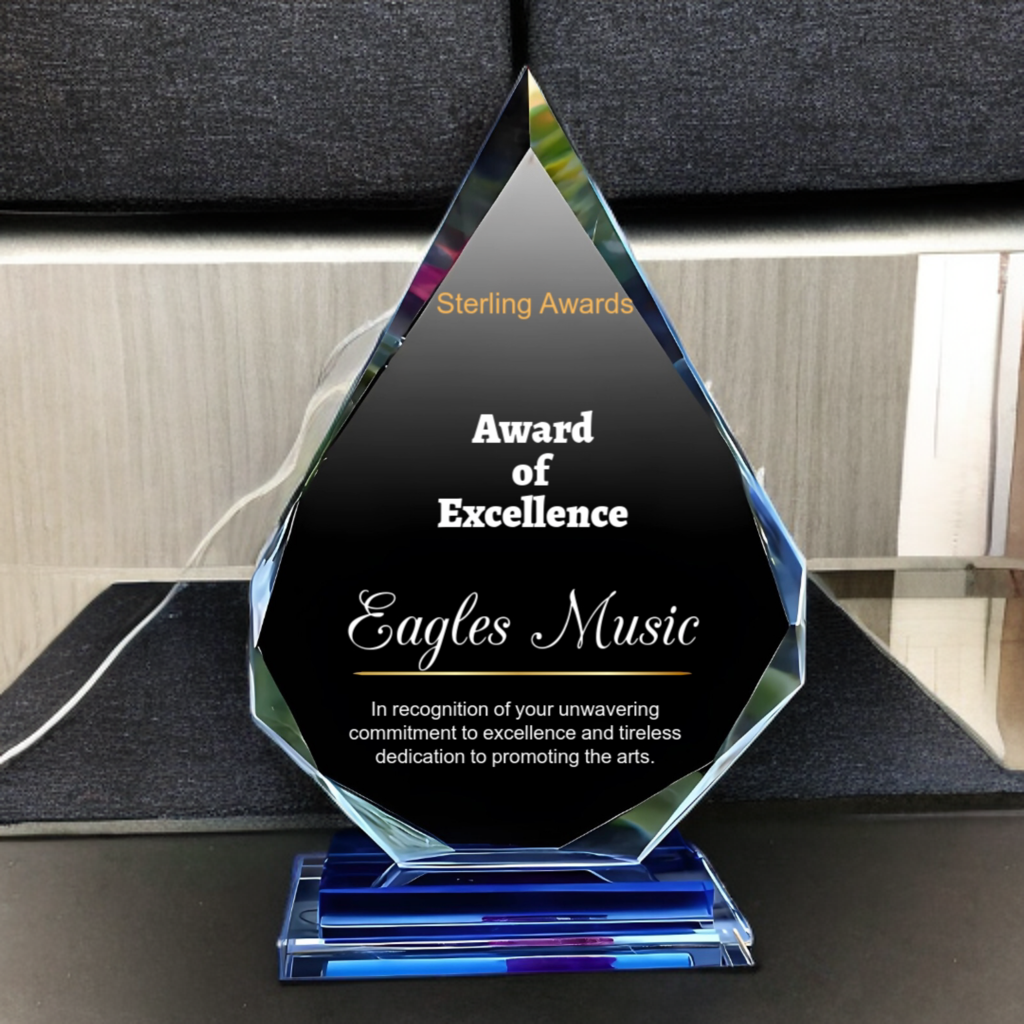 Sterling Awards
Award
of
Excellence
Eagles Music
In recognition of your unwavering
commitment to excellence and tireless
dedication to promoting the arts.